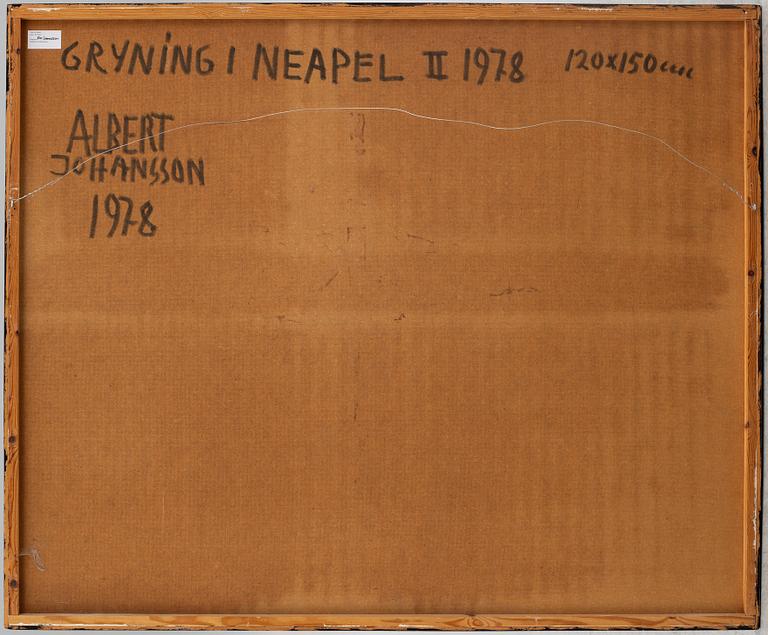 GRYNING I NEAPEL II 1978 120x150 cm
ALBERT
JOHANSSON
1978